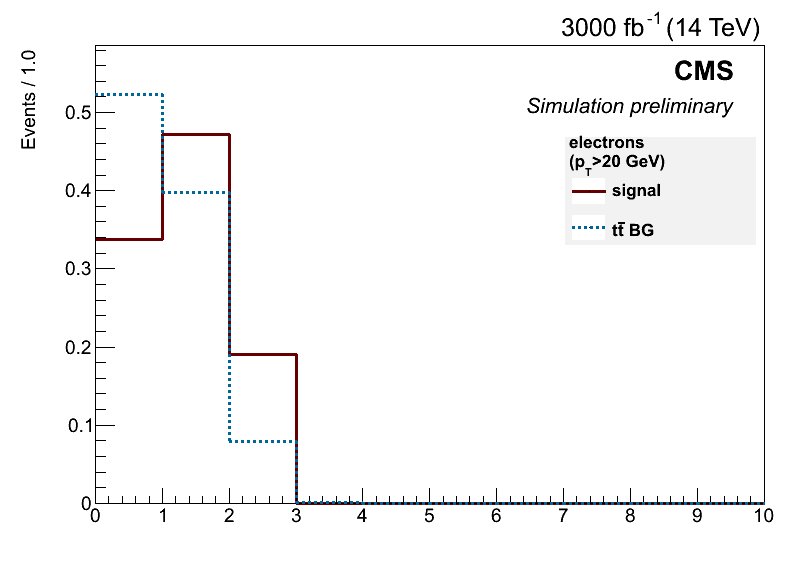 3000 fb-1 (14 TeV)
CMS
Simulation preliminary
electrons
(pT>20 GeV)
signal
tt̄ BG
Events / 1.0
0.5
0.4
0.3
0.2
0.1
0
0 1 2 3 4 5 6 7 8 9 10